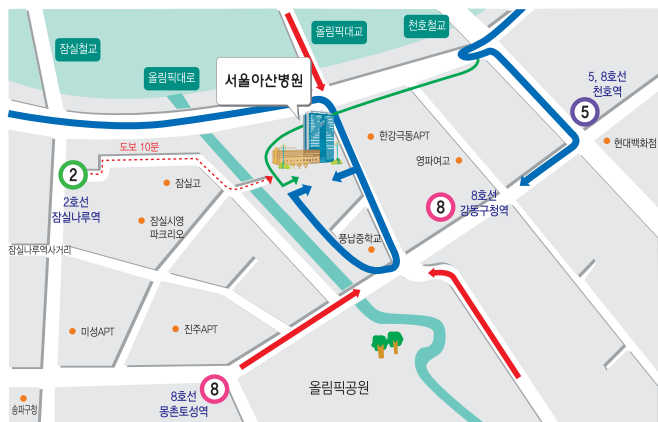 잠실철교
올림픽대교
천호철교
올림픽대로
서울아산병원
5, 8호선
천호역
5
현대백화점
한강극동APT
영파여고
도보 10분
2
2호선
잠실나루역
잠실고
잠실시영
파크리오
8
8호선
강동구청역
풍납중학교
잠실나루역사거리
미성APT
진주APT
8
8호선
몽촌토성역
올림픽공원
송파구청